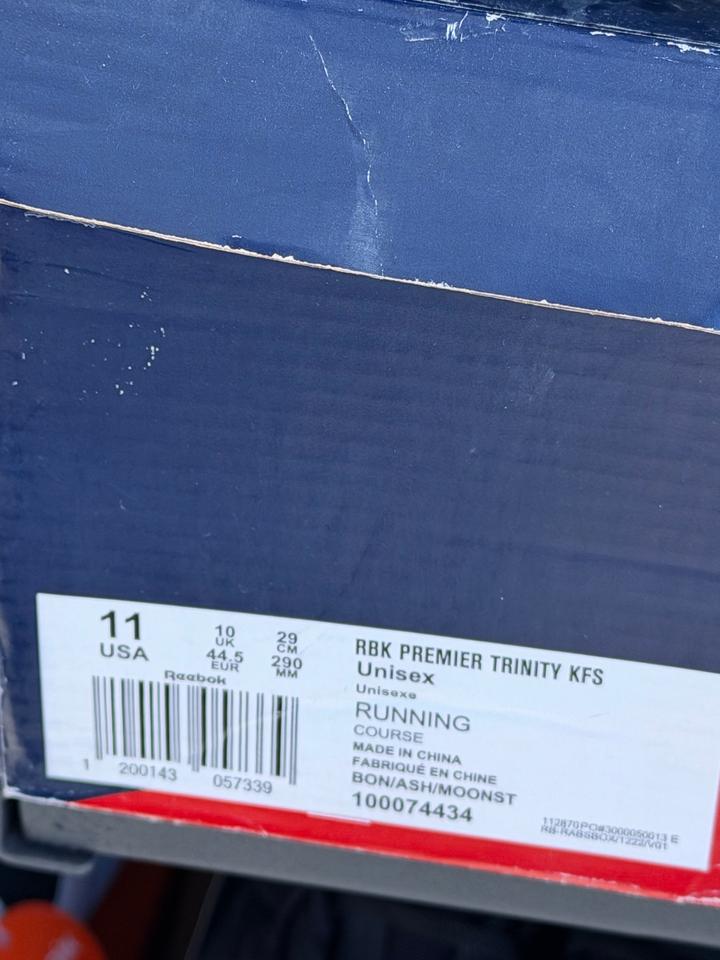 11
USA
10
UK
44.5
EUR
29
CM
290
MM
Reebok
1 200143 057339
RBK PREMIER TRINITY KFS
Unisex
Unisexe
RUNNING
COURSE
MADE IN CHINA
FABRIQUÉ EN CHINE
BON/ASH/MOONST
100074434
112870PO#3000050013 E
RB-RABSBOX/1222/V01